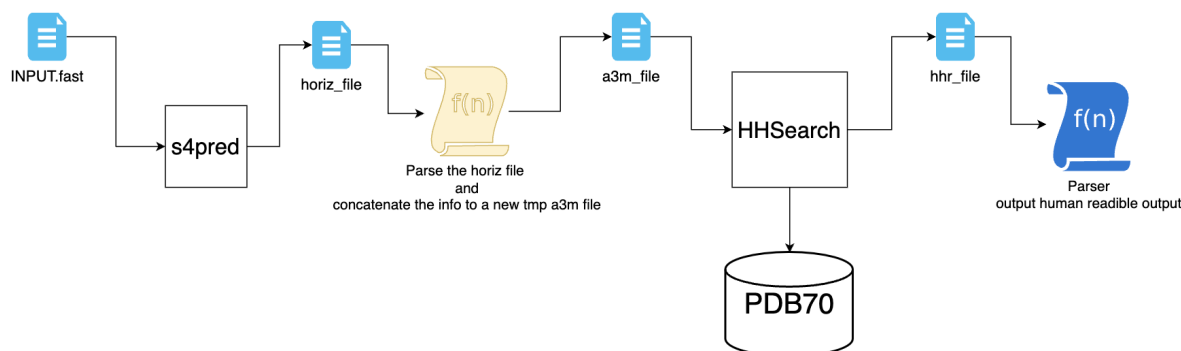 INPUT.fast
s4pred
horiz_file
f(n)
Parse the horiz file
and
concatenate the info to a new tmp a3m file
a3m_file
HHSearch
PDB70
hhr_file
f(n)
Parser
output human readible output